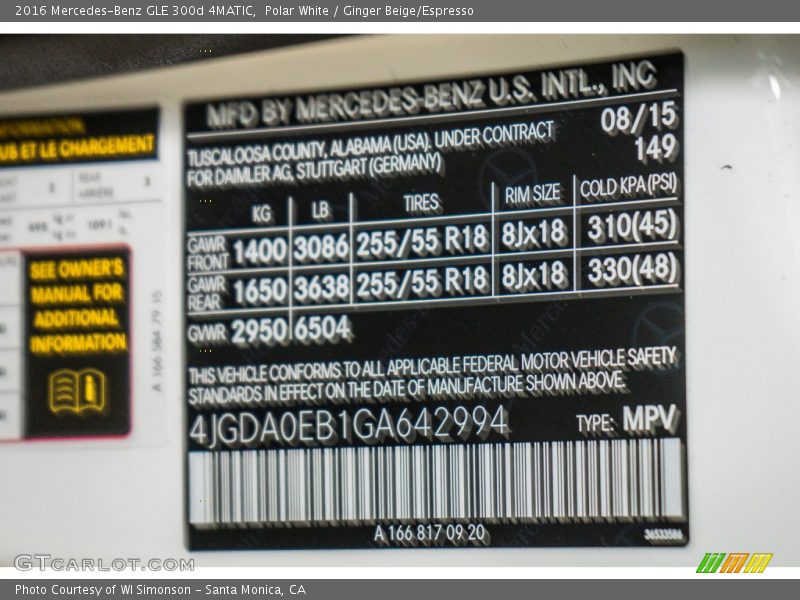 2016 Mercedes-Benz GLE 300d 4MATIC,  Polar White / Ginger Beige/Espresso
MFD BY MERCEDES-BENZ U.S. INTL., INC
TUSCALOOSA COUNTY, ALABAMA (USA). UNDER CONTRACT
FOR DAIMLER AG, STUTTGART (GERMANY)
08/15
149
KG LB TIRES RIM SIZE COLD KPA(PSI)
GAWR FRONT 1400 3086 255/55 R18 8Jx18 310(45)
GAWR REAR 1650 3638 255/55 R18 8Jx18 330(48)
GVWR 2950 6504
THIS VEHICLE CONFORMS TO ALL APPLICABLE FEDERAL MOTOR VEHICLE SAFETY
STANDARDS IN EFFECT ON THE DATE OF MANUFACTURE SHOWN ABOVE.
4JGDA0EB1GA642994 TYPE: MPV
A 166 817 09 20
ET LE CHARGEMENT
SEE OWNER'S
MANUAL FOR
ADDITIONAL
INFORMATION
A 166 584 79 15
GTcarlot.com
Photo Courtesy of WI Simonson - Santa Monica, CA